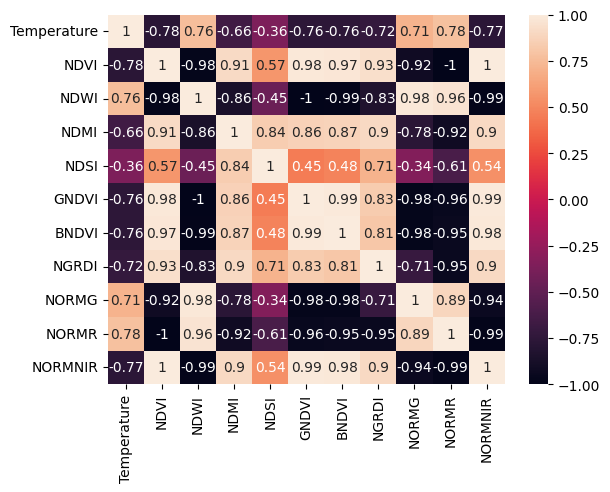 Temperature 1 -0.78 0.76 -0.66 -0.36 -0.76 -0.76 -0.72 0.71 0.78 -0.77
NDVI -0.78 1 -0.98 0.91 0.57 0.98 0.97 0.93 -0.92 -1 1
NDWI 0.76 -0.98 1 -0.86 -0.45 -1 -0.99 -0.83 0.98 0.96 -0.99
NDMI -0.66 0.91 -0.86 1 0.84 0.86 0.87 0.9 -0.78 -0.92 0.9
NDSI -0.36 0.57 -0.45 0.84 1 0.45 0.48 0.71 -0.34 -0.61 0.54
GNDVI -0.76 0.98 -1 0.86 0.45 1 0.99 0.83 -0.98 -0.96 0.99
BNDVI -0.76 0.97 -0.99 0.87 0.48 0.99 1 0.81 -0.98 -0.95 0.98
NGRDI -0.72 0.93 -0.83 0.9 0.71 0.83 0.81 1 -0.71 -0.95 0.9
NORMG 0.71 -0.92 0.98 -0.78 -0.34 -0.98 -0.98 -0.71 1 0.89 -0.94
NORMR 0.78 -1 0.96 -0.92 -0.61 -0.96 -0.95 -0.95 0.89 1 -0.99
NORMNIR -0.77 1 -0.99 0.9 0.54 0.99 0.98 0.9 -0.94 -0.99 1
Temperature
NDVI
NDWI
NDMI
NDSI
GNDVI
BNDVI
NGRDI
NORMG
NORMR
NORMNIR
1.00
0.75
0.50
0.25
0.00
-0.25
-0.50
-0.75
-1.00